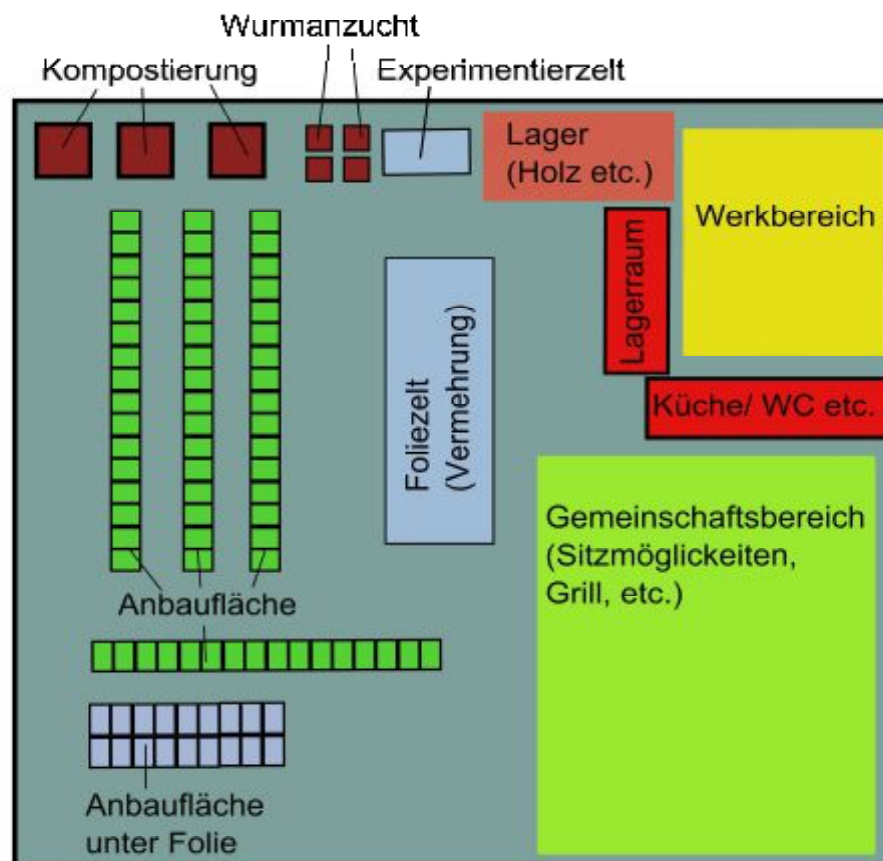 Wurmanzucht
Kompostierung
Experimentierzelt
Lager
(Holz etc.)
Werkbereich
Lagerraum
Foliezelt
(Vermehrung)
Küche/ WC etc.
Gemeinschaftsbereich
(Sitzmöglickeiten,
Grill, etc.)
Anbaufläche
Anbaufläche
unter Folie